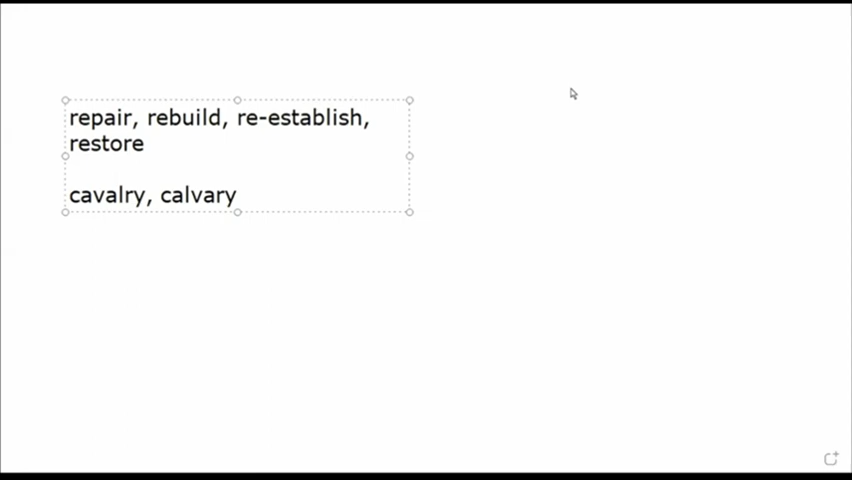 repair, rebuild, re-establish,
restore
cavalry, calvary